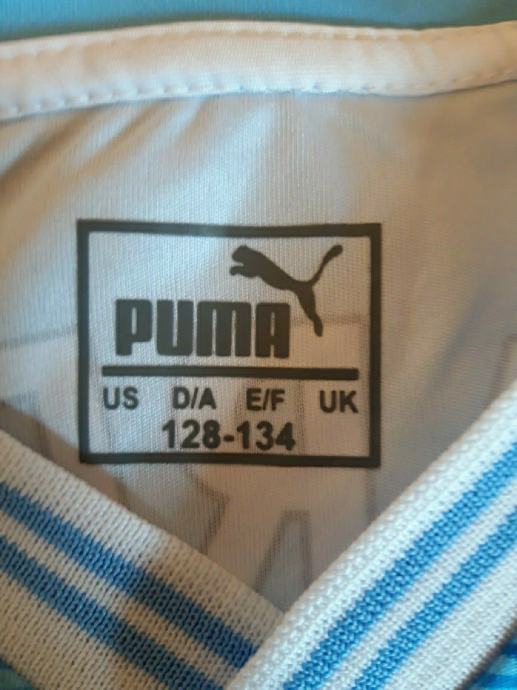 PUMA
US D/A E/F UK
128-134